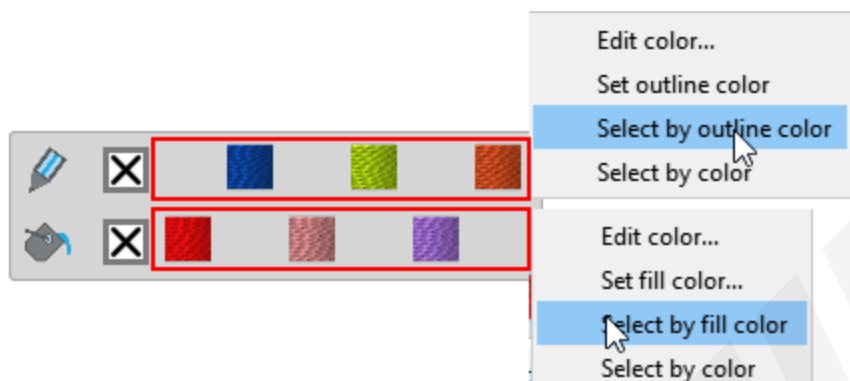 Edit color...
Set outline color
Select by outline color
Select by color
Edit color...
Set fill color...
Select by fill color
Select by color